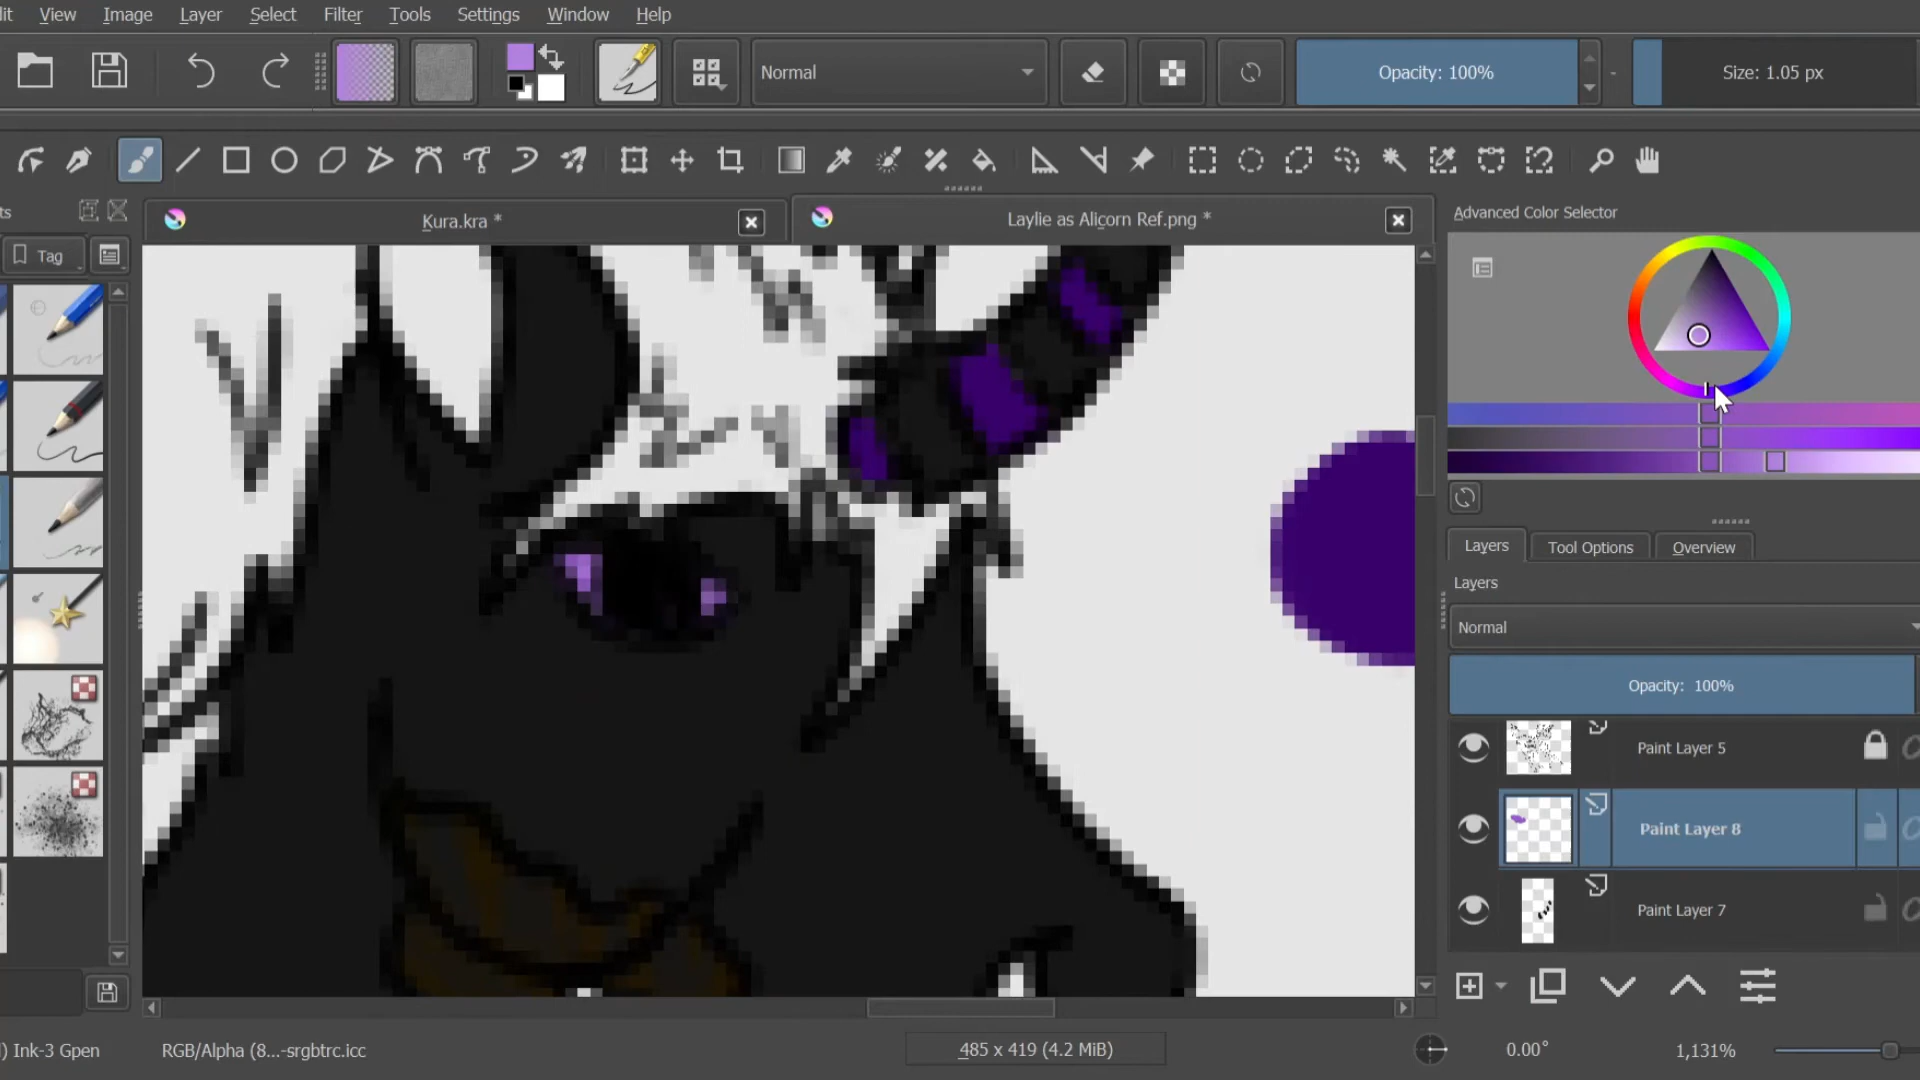 it View Image Layer Select Filter Tools Settings Window Help
Normal
Opacity: 100%
Size: 1.05 px
ts
Kura.kra *
Laylie as Alicorn Ref.png *
Advanced Color Selector
Tag
Layers Tool Options Overview
Layers
Normal
Opacity: 100%
Paint Layer 5
Paint Layer 8
Paint Layer 7
) Ink-3 Gpen
RGB/Alpha (8...-srgbtrc.icc
485 x 419 (4.2 MiB)
0.00°
1,131%